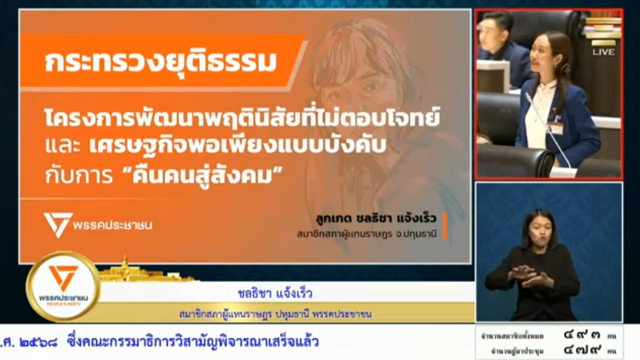 กระทรวงยุติธรรม
โครงการพัฒนาพฤตินิสัยที่ไม่ตอบโจทย์
และ เศรษฐกิจพอเพียงแบบบังคับ
กับการ “คืนคนสู่สังคม”
พรรคประชาชน
ลูกเกด ชลธิชา แจ้งเร็ว
สมาชิกสภาผู้แทนราษฎร จ.ปทุมธานี
LIVE
พรรคประชาชน
PEOPLE'S PARTY
ชลธิชา แจ้งเร็ว
สมาชิกสภาผู้แทนราษฎร ปทุมธานี พรรคประชาชน
.ศ. ๒๕๖๘ ซึ่งคณะกรรมาธิการวิสามัญพิจารณาเสร็จแล้ว
จำนวนสมาชิกทั้งหมด ๔๙๓ คน
จำนวนผู้มาประชุม ๔๗๙ คน